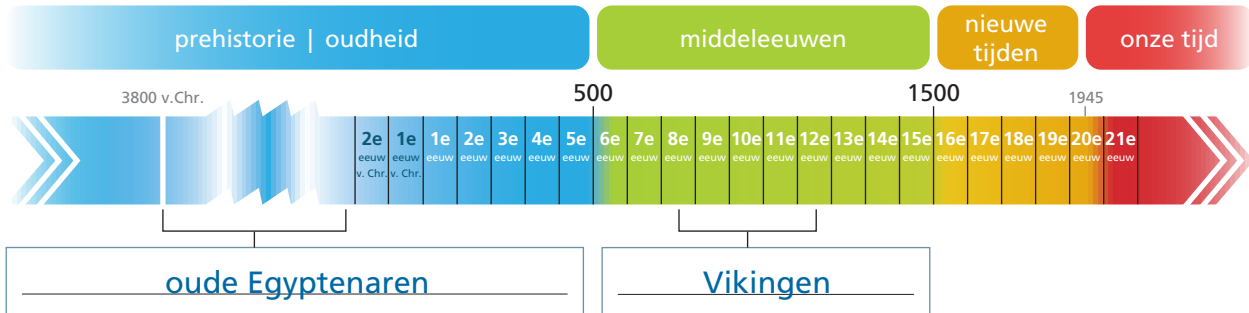 prehistorie | oudheid
middeleeuwen
nieuwe
tijden
onze tijd
3800 v.Chr.
500
1500
1945
2e 1e 1e 2e 3e 4e 5e 6e 7e 8e 9e 10e 11e 12e 13e 14e 15e 16e 17e 18e 19e 20e 21e
eeuw eeuw eeuw eeuw eeuw eeuw eeuw eeuw eeuw eeuw eeuw eeuw eeuw eeuw eeuw eeuw eeuw eeuw eeuw eeuw eeuw eeuw eeuw
v. Chr. v. Chr.
oude Egyptenaren
Vikingen